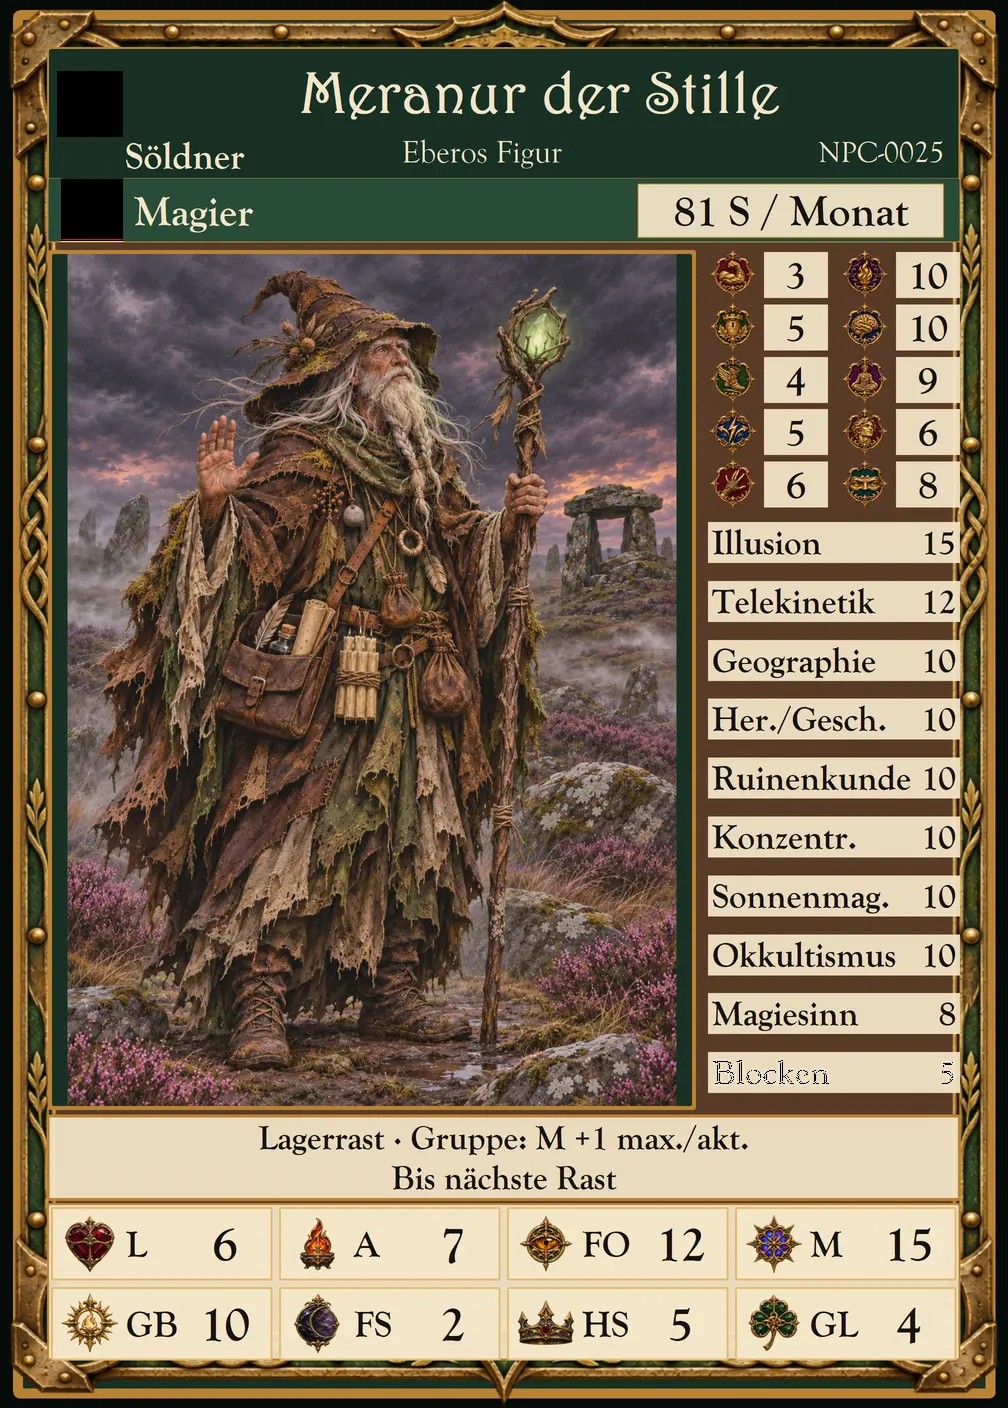 Meranur der Stille
Söldner Eberos Figur NPC-0025
Magier 81 S / Monat
3 10
5 10
4 9
5 6
6 8
Illusion 15
Telekinetik 12
Geographie 10
Her./Gesch. 10
Ruinenkunde 10
Konzentr. 10
Sonnenmag. 10
Okkultismus 10
Magiesinn 8
Blocken 5
Lagerrast · Gruppe: M +1 max./akt.
Bis nächste Rast
L 6 A 7 FO 12 M 15
GB 10 FS 2 HS 5 GL 4